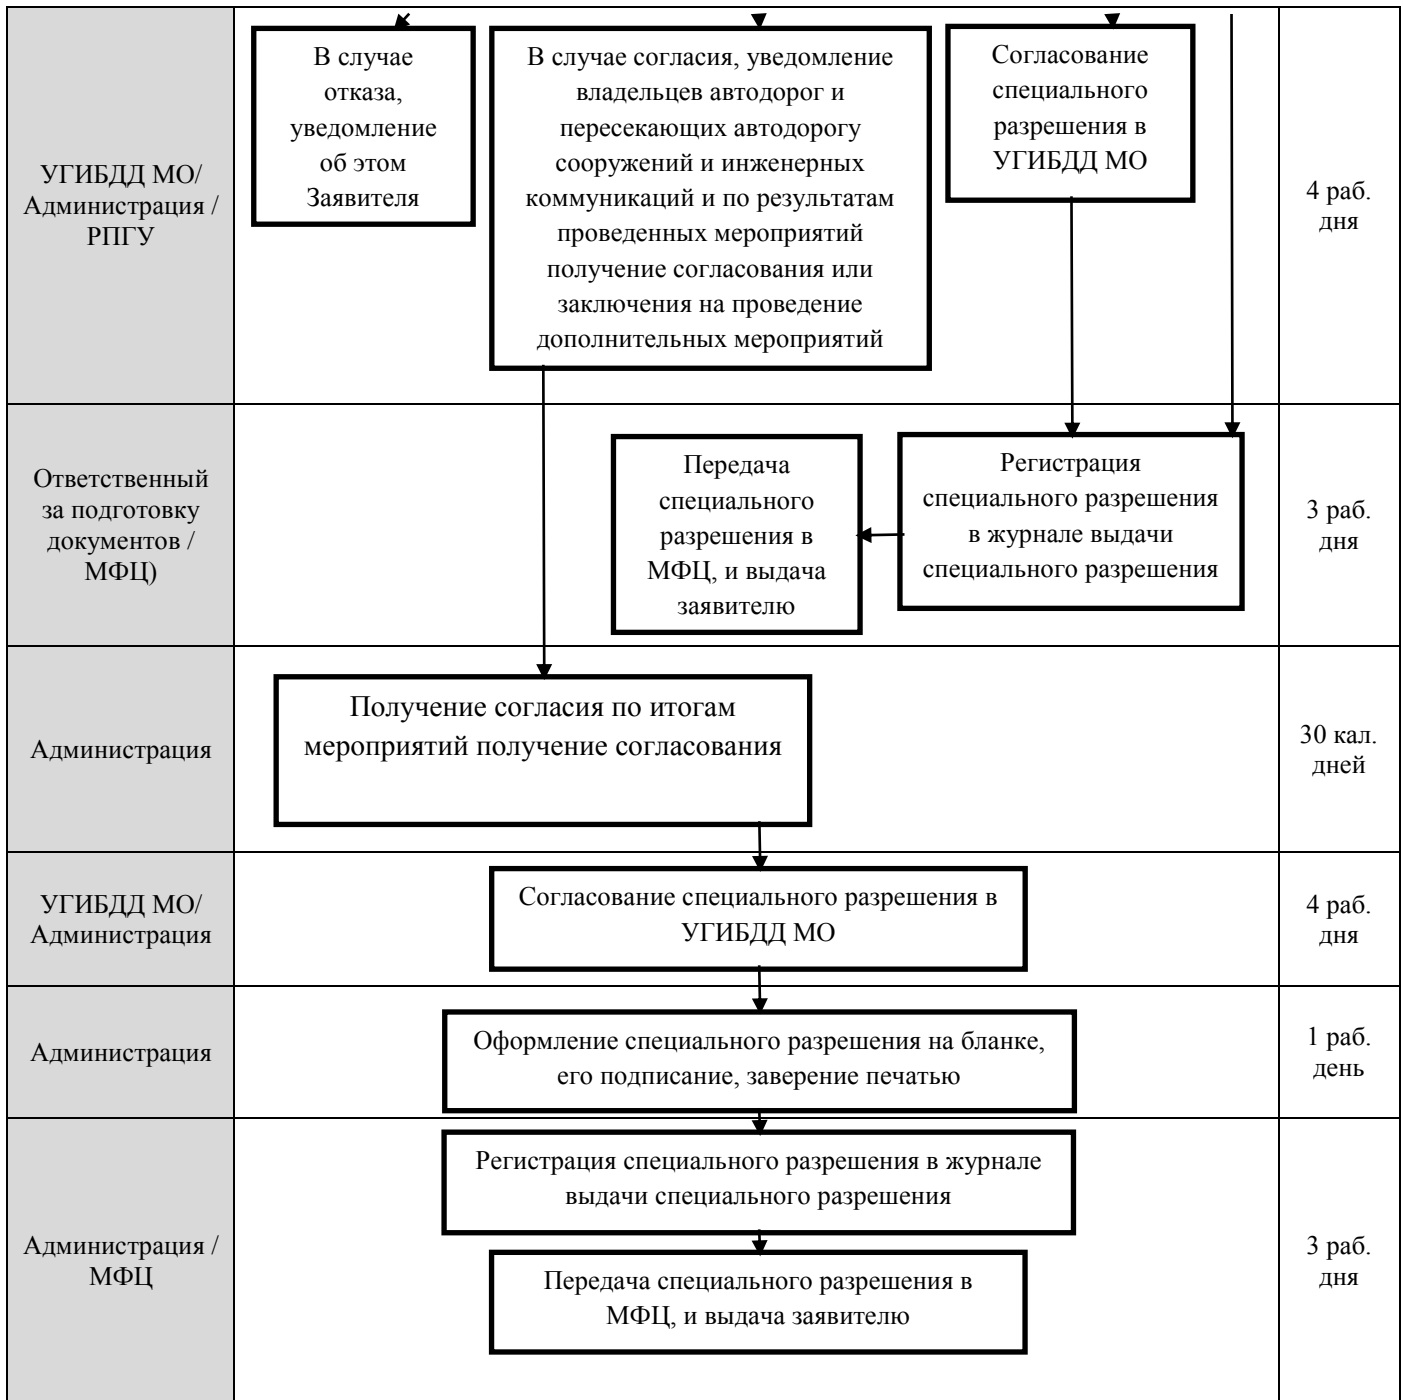 УГИБДД МО/
Администрация /
РПГУ
В случае
отказа,
уведомление
об этом
Заявителя
В случае согласия, уведомление
владельцев автодорог и
пересекающих автодорогу
сооружений и инженерных
коммуникаций и по результатам
проведенных мероприятий
получение согласования или
заключения на проведение
дополнительных мероприятий
Согласование
специального
разрешения в
УГИБДД МО
4 раб.
дня
Ответственный
за подготовку
документов /
МФЦ)
Передача
специального
разрешения в
МФЦ, и выдача
заявителю
Регистрация
специального разрешения
в журнале выдачи
специального разрешения
3 раб.
дня
Администрация
Получение согласия по итогам
мероприятий получение согласования
30 кал.
дней
УГИБДД МО/
Администрация
Согласование специального разрешения в
УГИБДД МО
4 раб.
дня
Администрация
Оформление специального разрешения на бланке,
его подписание, заверение печатью
1 раб.
день
Администрация /
МФЦ
Регистрация специального разрешения в журнале
выдачи специального разрешения
Передача специального разрешения в
МФЦ, и выдача заявителю
3 раб.
дня